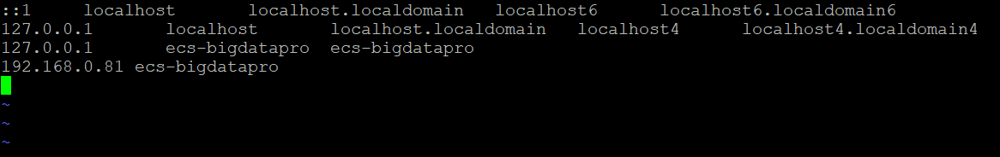 ::1     localhost       localhost.localdomain   localhost6      localhost6.localdomain6
127.0.0.1       localhost       localhost.localdomain   localhost4      localhost4.localdomain4
127.0.0.1       ecs-bigdatapro  ecs-bigdatapro
192.168.0.81 ecs-bigdatapro
~
~
~